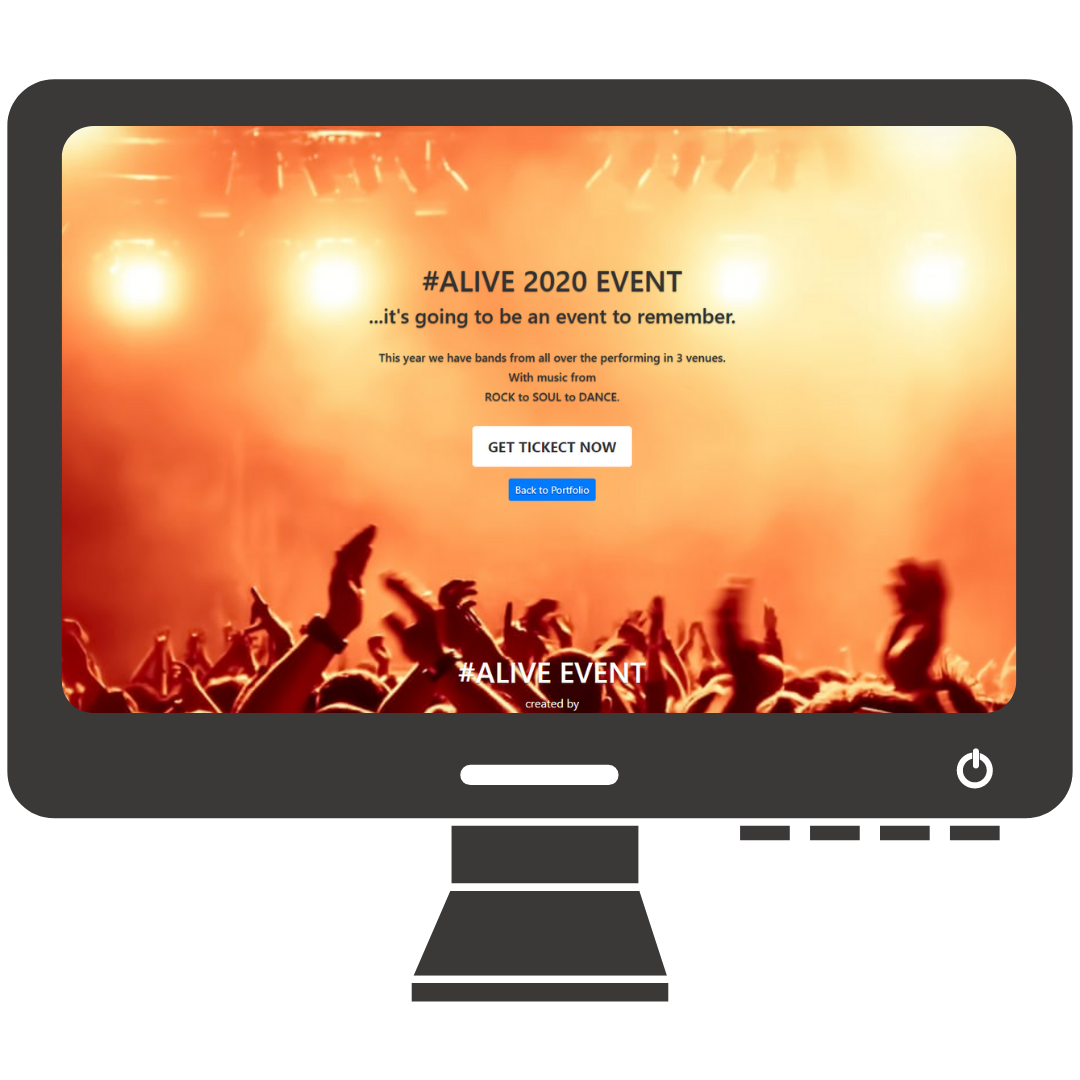 #ALIVE 2020 EVENT
...it's going to be an event to remember.
This year we have bands from all over the performing in 3 venues.
With music from
ROCK to SOUL to DANCE.
GET TICKECT NOW
Back to Portfolio
#ALIVE EVENT
created by